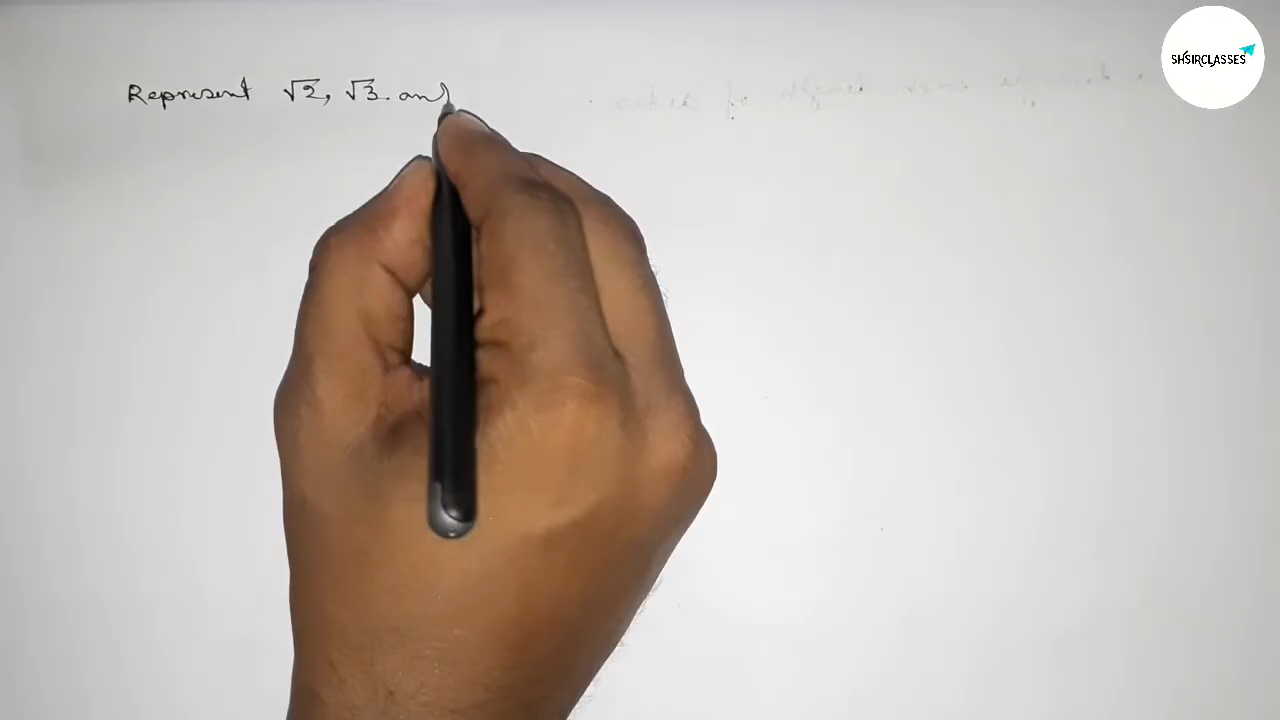 Represent √2, √3 and
SHSIRCLASSES